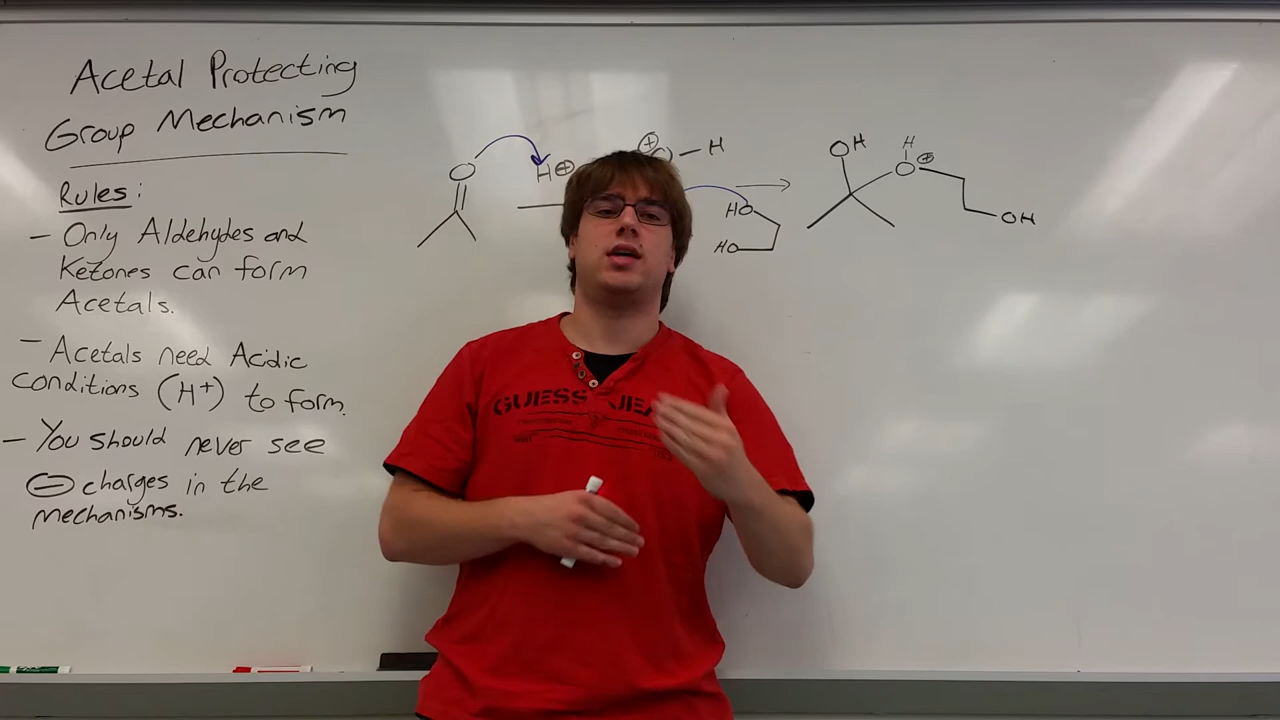 Acetal Protecting
Group Mechanism
Rules:
- Only Aldehydes and
Ketones can form
Acetals.
- Acetals need Acidic
conditions (H⁺) to form.
- You should never see
⊖ charges in the
mechanisms.
O
H⊕
⊕
O-H
HO
HO
OH
H
O⊕
OH
GUESS JEA